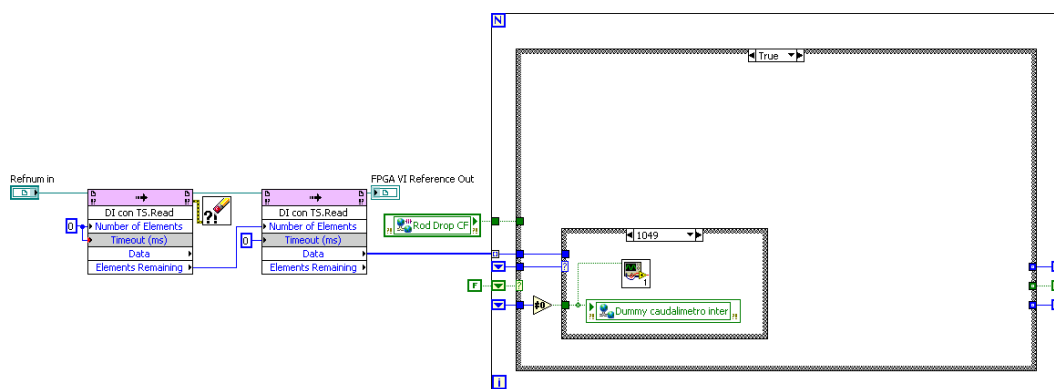 N
True
Refnum in
FPGA VI Reference Out
DI con TS.Read
Number of Elements
Timeout (ms)
Data
Elements Remaining
0
?!
DI con TS.Read
Number of Elements
Timeout (ms)
Data
Elements Remaining
0
Rod Drop CF
1049
?
F
?
≠0
1
Dummy caudalimetro inter
i